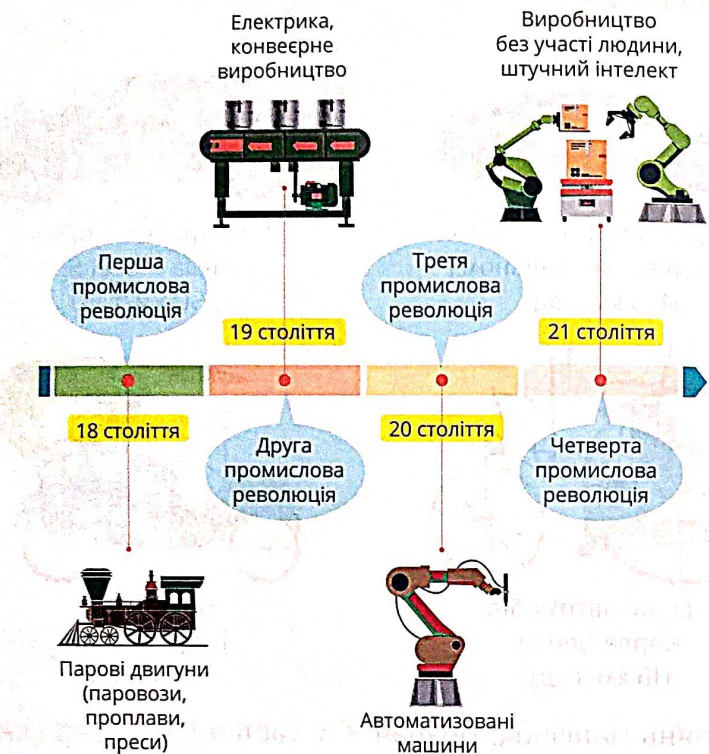 Електрика,
конвеєрне
виробництво
Виробництво
без участі людини,
штучний інтелект
Перша
промислова
революція
19 століття
Третя
промислова
революція
21 століття
18 століття
Друга
промислова
революція
20 століття
Четверта
промислова
революція
Парові двигуни
(паровози,
проплави,
преси)
Автоматизовані
машини